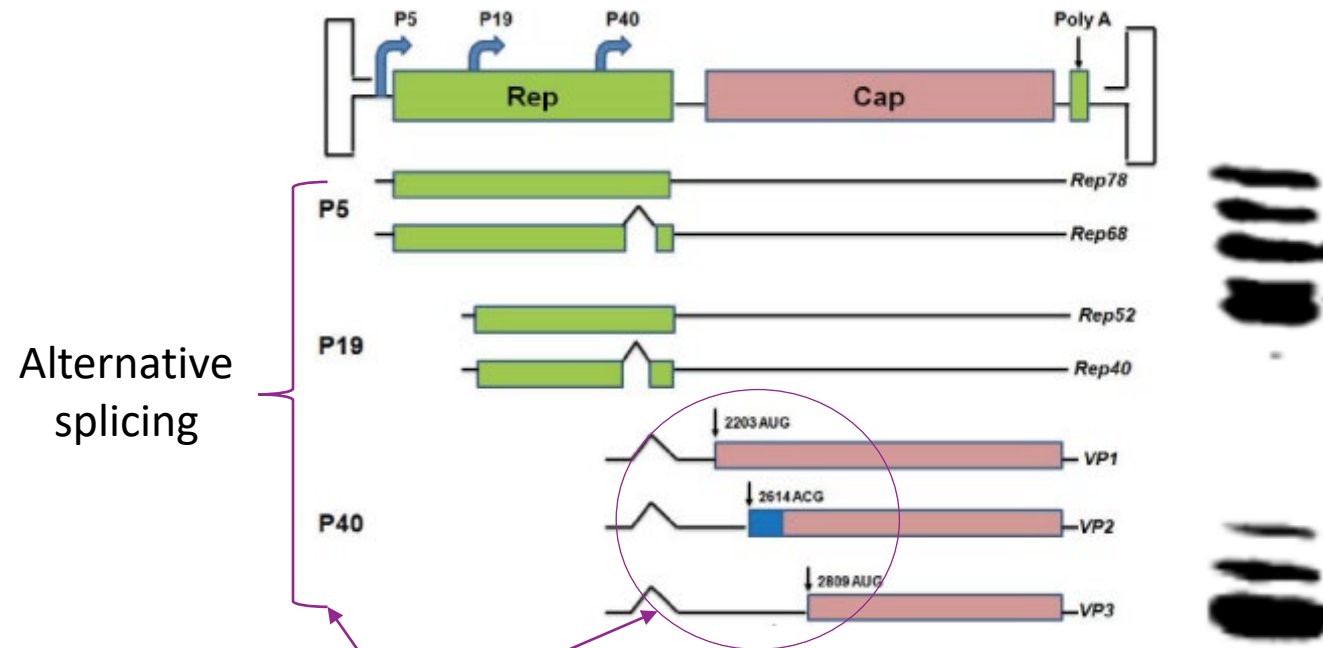 P5 P19 P40 Poly A
Rep Cap
Rep78
P5
Rep68
Rep52
P19
Rep40
Alternative
splicing
2203 AUG
VP1
2614 ACG
P40
VP2
2809 AUG
VP3